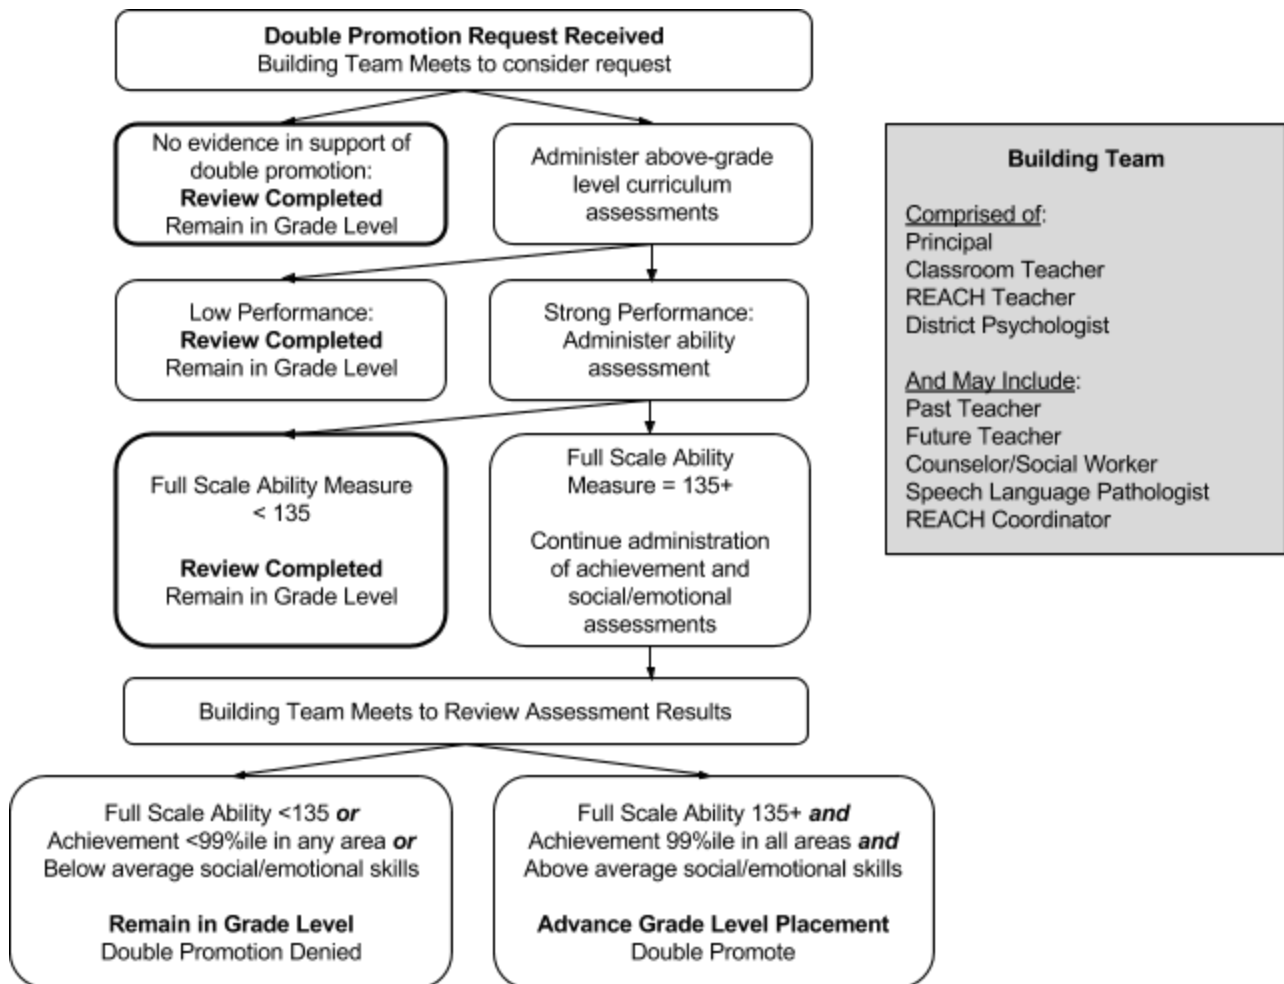 Double Promotion Request Received
Building Team Meets to consider request
No evidence in support of
double promotion:
Review Completed
Remain in Grade Level
Administer above-grade
level curriculum
assessments
Low Performance:
Review Completed
Remain in Grade Level
Strong Performance:
Administer ability
assessment
Full Scale Ability Measure
< 135
Review Completed
Remain in Grade Level
Full Scale Ability
Measure = 135+
Continue administration
of achievement and
social/emotional
assessments
Building Team Meets to Review Assessment Results
Full Scale Ability <135 or
Achievement <99%ile in any area or
Below average social/emotional skills
Remain in Grade Level
Double Promotion Denied
Full Scale Ability 135+ and
Achievement 99%ile in all areas and
Above average social/emotional skills
Advance Grade Level Placement
Double Promote
Building Team
Comprised of:
Principal
Classroom Teacher
REACH Teacher
District Psychologist
And May Include:
Past Teacher
Future Teacher
Counselor/Social Worker
Speech Language Pathologist
REACH Coordinator